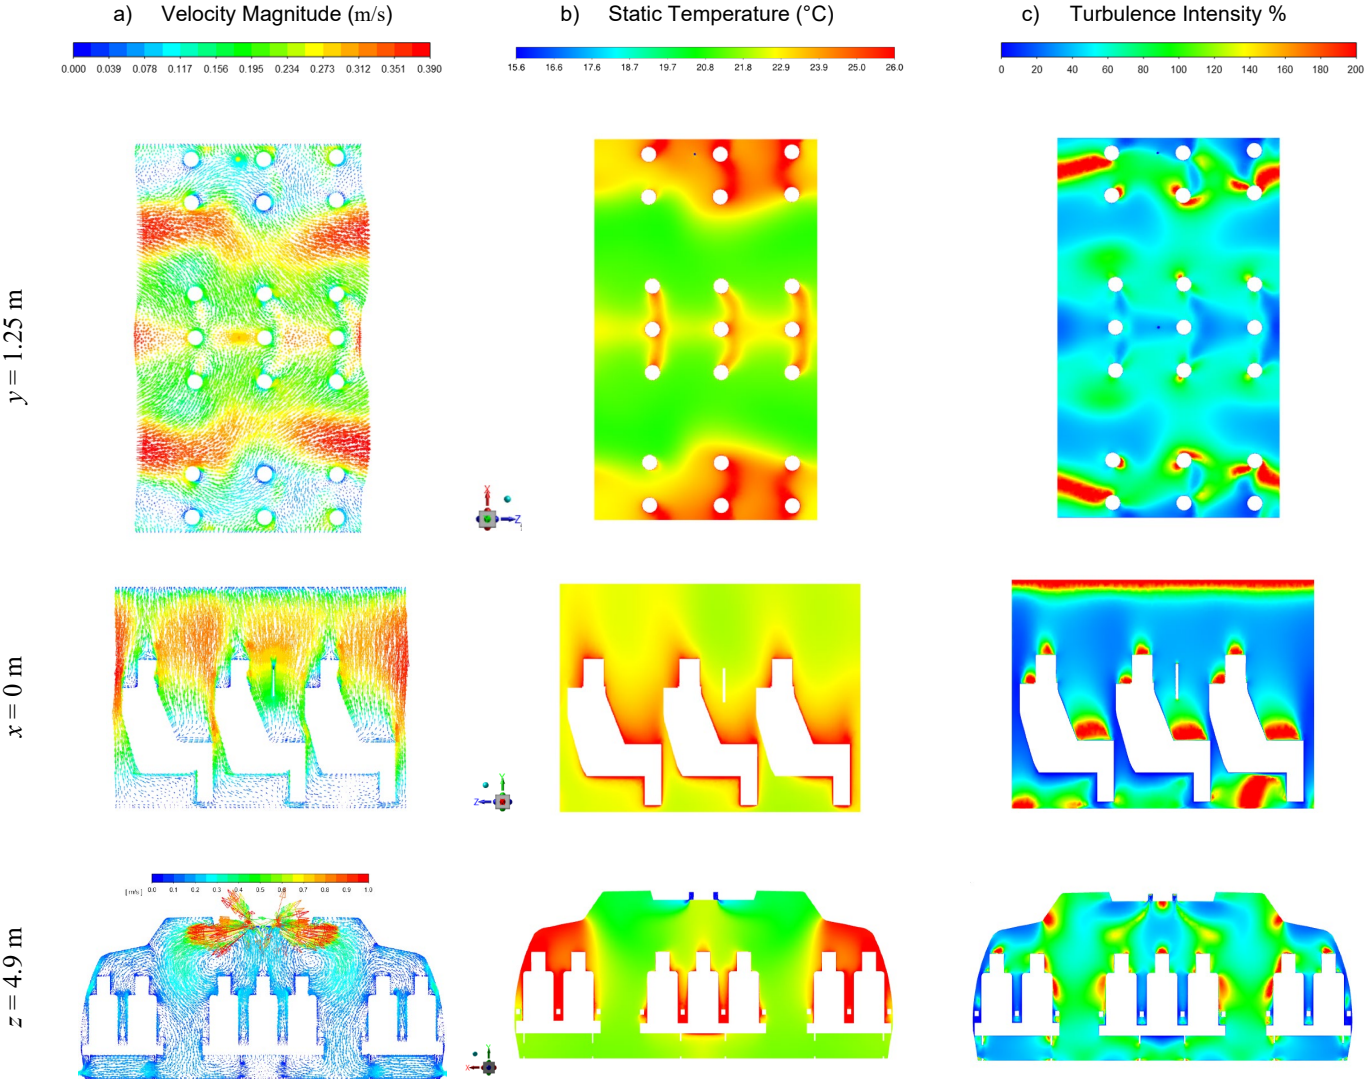 a) Velocity Magnitude (m/s)
b) Static Temperature (°C)
c) Turbulence Intensity %
0.000 0.039 0.078 0.117 0.156 0.195 0.234 0.273 0.312 0.351 0.390
15.6 16.6 17.6 18.7 19.7 20.8 21.8 22.9 23.9 25.0 26.0
0 20 40 60 80 100 120 140 160 180 200
y = 1.25 m
X
Z
x = 0 m
Y
Z
[m/s] 0.0 0.1 0.2 0.3 0.4 0.5 0.6 0.7 0.8 0.9 1.0
z = 4.9 m
Y
X